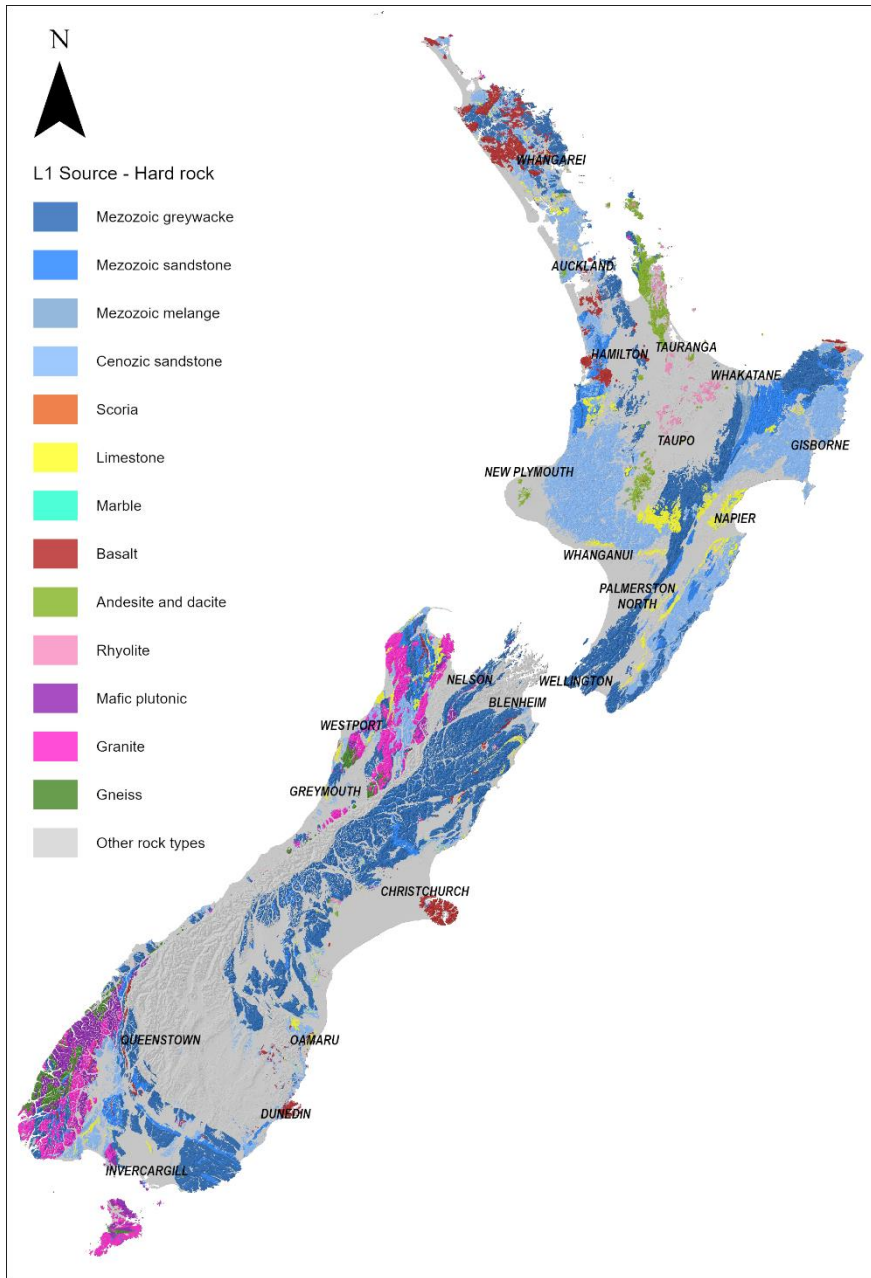 N
L1 Source - Hard rock
Mezozoic greywacke
Mezozoic sandstone
Mezozoic melange
Cenozic sandstone
Scoria
Limestone
Marble
Basalt
Andesite and dacite
Rhyolite
Mafic plutonic
Granite
Gneiss
Other rock types
WHANGAREI
AUCKLAND
HAMILTON
TAURANGA
WHAKATANE
TAUPO
GISBORNE
NEW PLYMOUTH
NAPIER
WHANGANUI
PALMERSTON
NORTH
NELSON
WELLINGTON
BLENHEIM
WESTPORT
GREYMOUTH
CHRISTCHURCH
QUEENSTOWN
OAMARU
DUNEDIN
INVERCARGILL